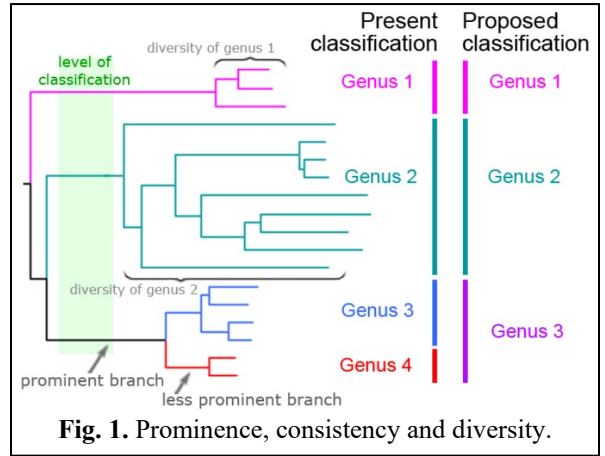 Present classification
Proposed classification
diversity of genus 1
level of
classification
Genus 1
Genus 1
Genus 2
Genus 2
diversity of genus 2
Genus 3
Genus 3
Genus 4
prominent branch
less prominent branch
Fig. 1. Prominence, consistency and diversity.